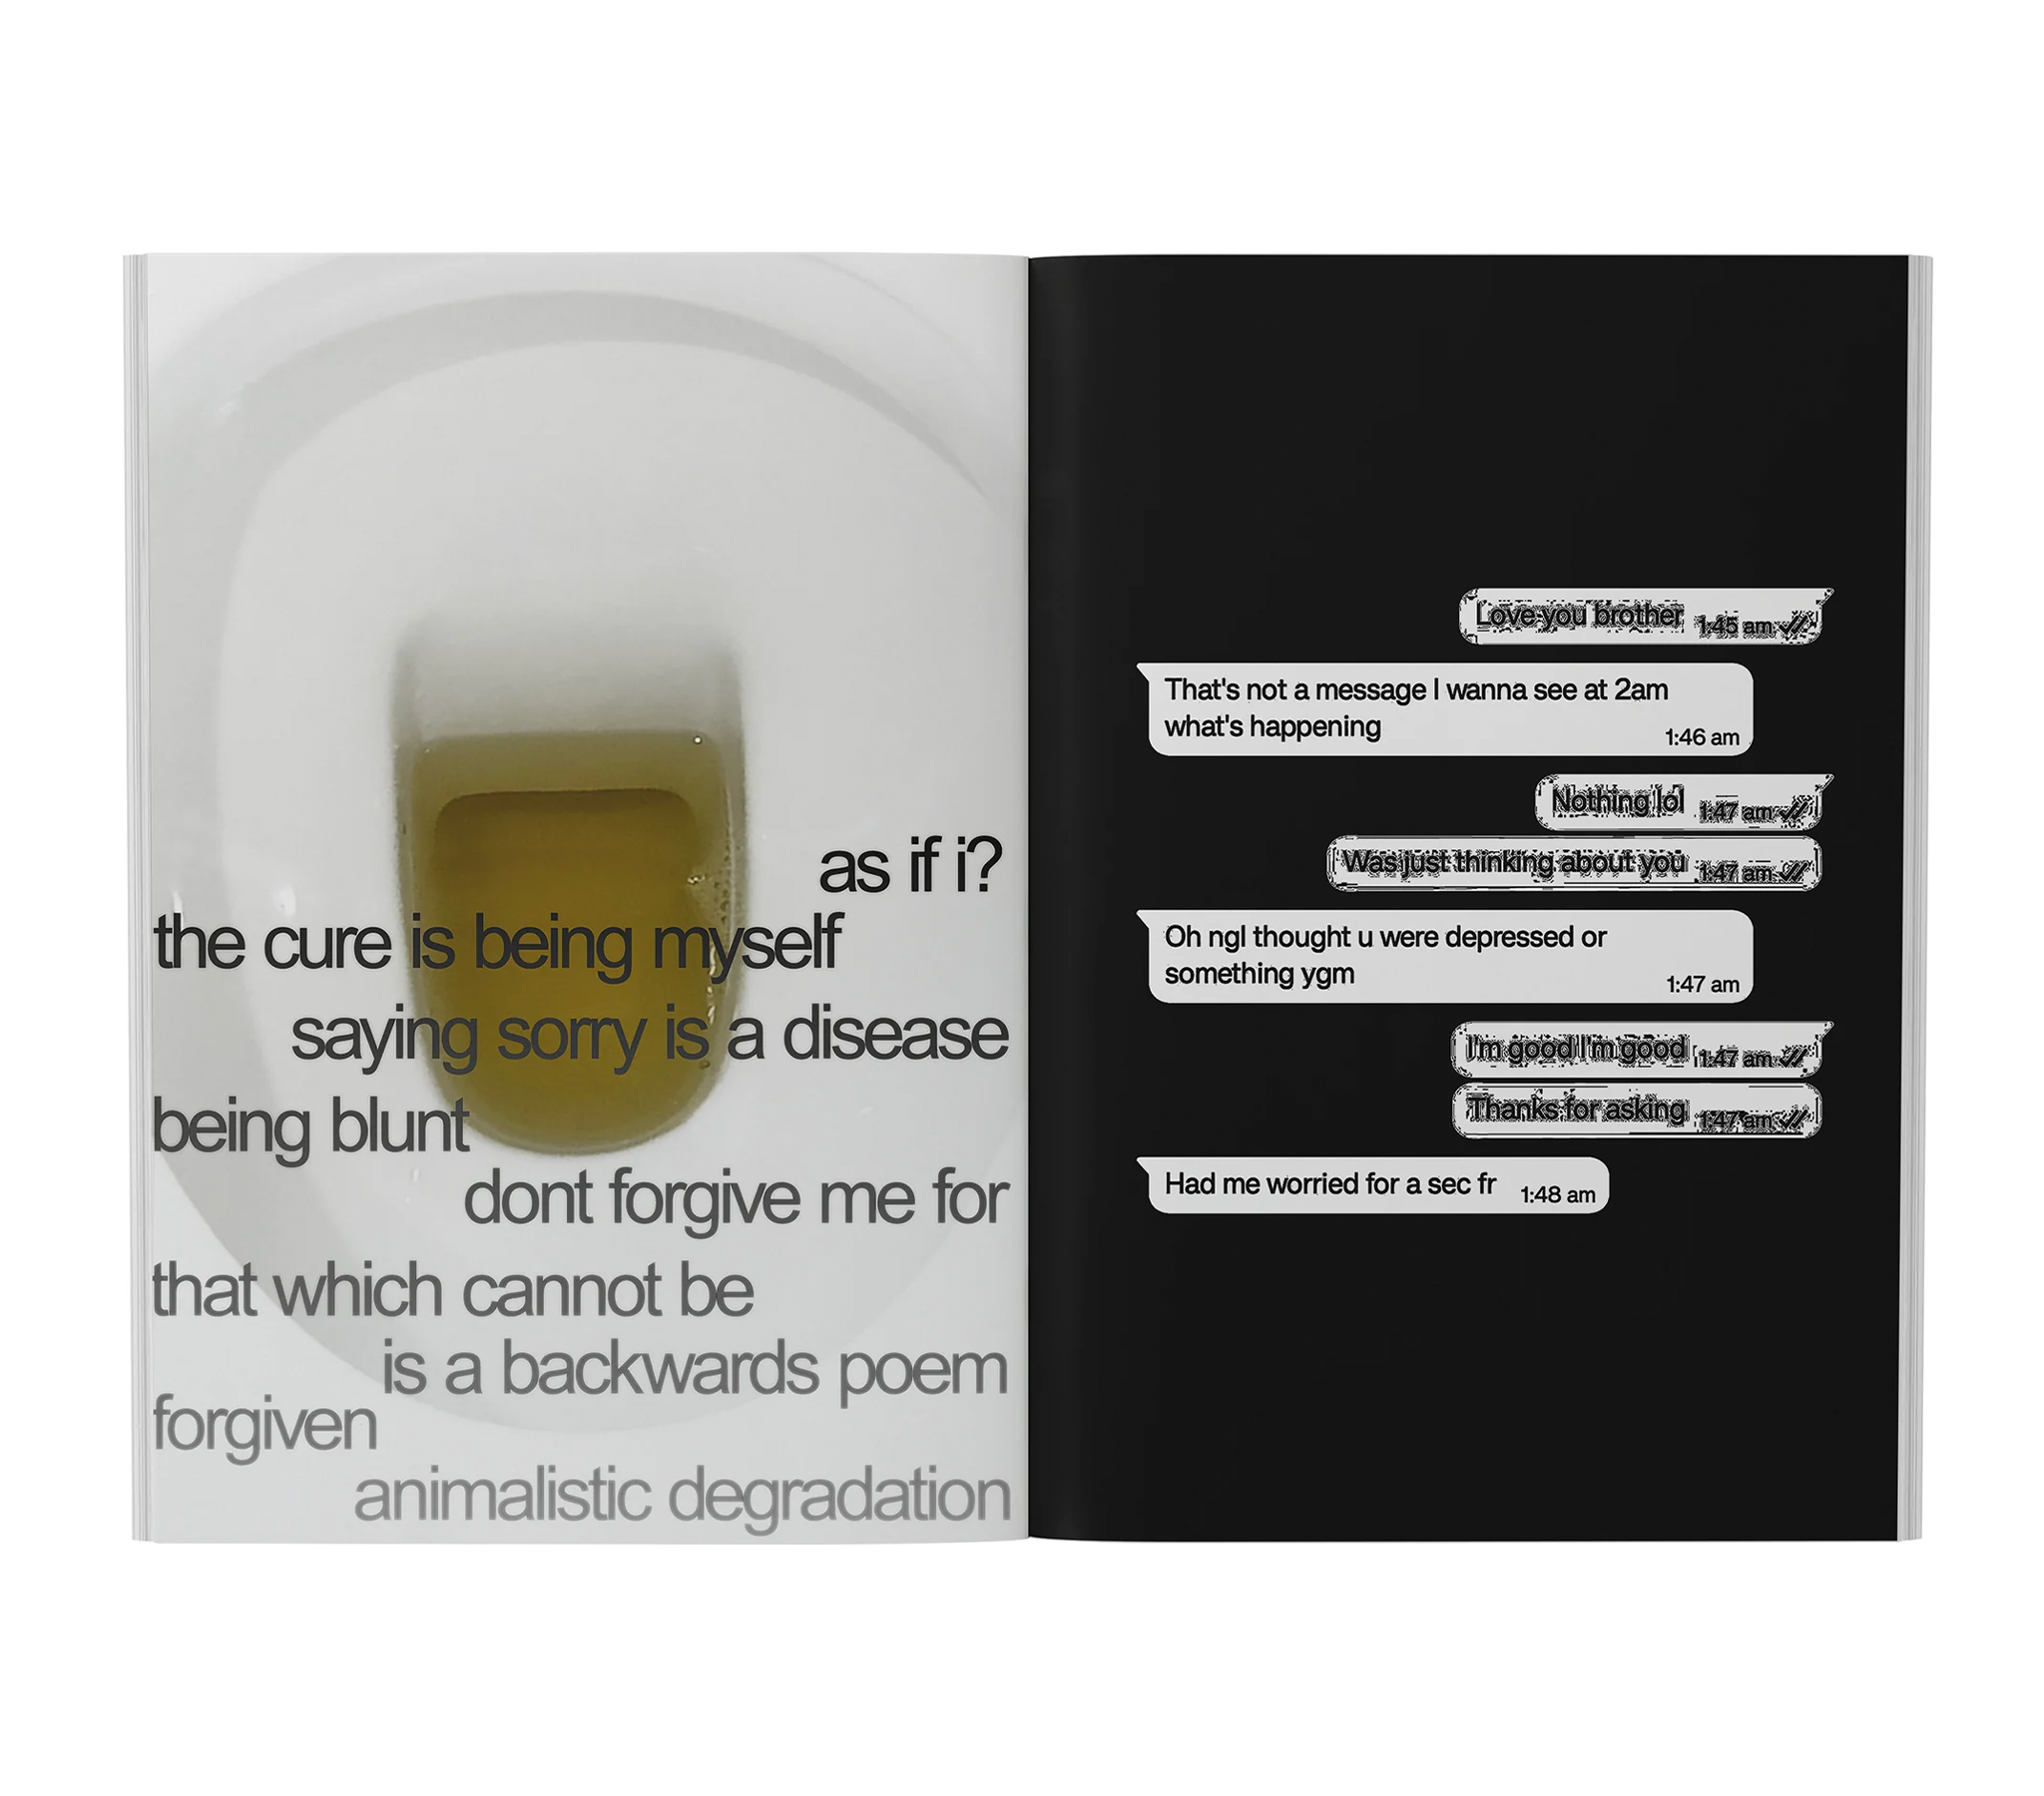 as if i?
the cure is being myself
saying sorry is a disease
being blunt
dont forgive me for
that which cannot be
is a backwards poem
forgiven
animalistic degradation
Love you brother 1:45 am
That's not a message I wanna see at 2am
what's happening
1:46 am
Nothing lol 1:47 am
Was just thinking about you 1:47 am
Oh ngl thought u were depressed or
something ygm
1:47 am
I'm good I'm good 1:47 am
Thanks for asking 1:47 am
Had me worried for a sec fr 1:48 am